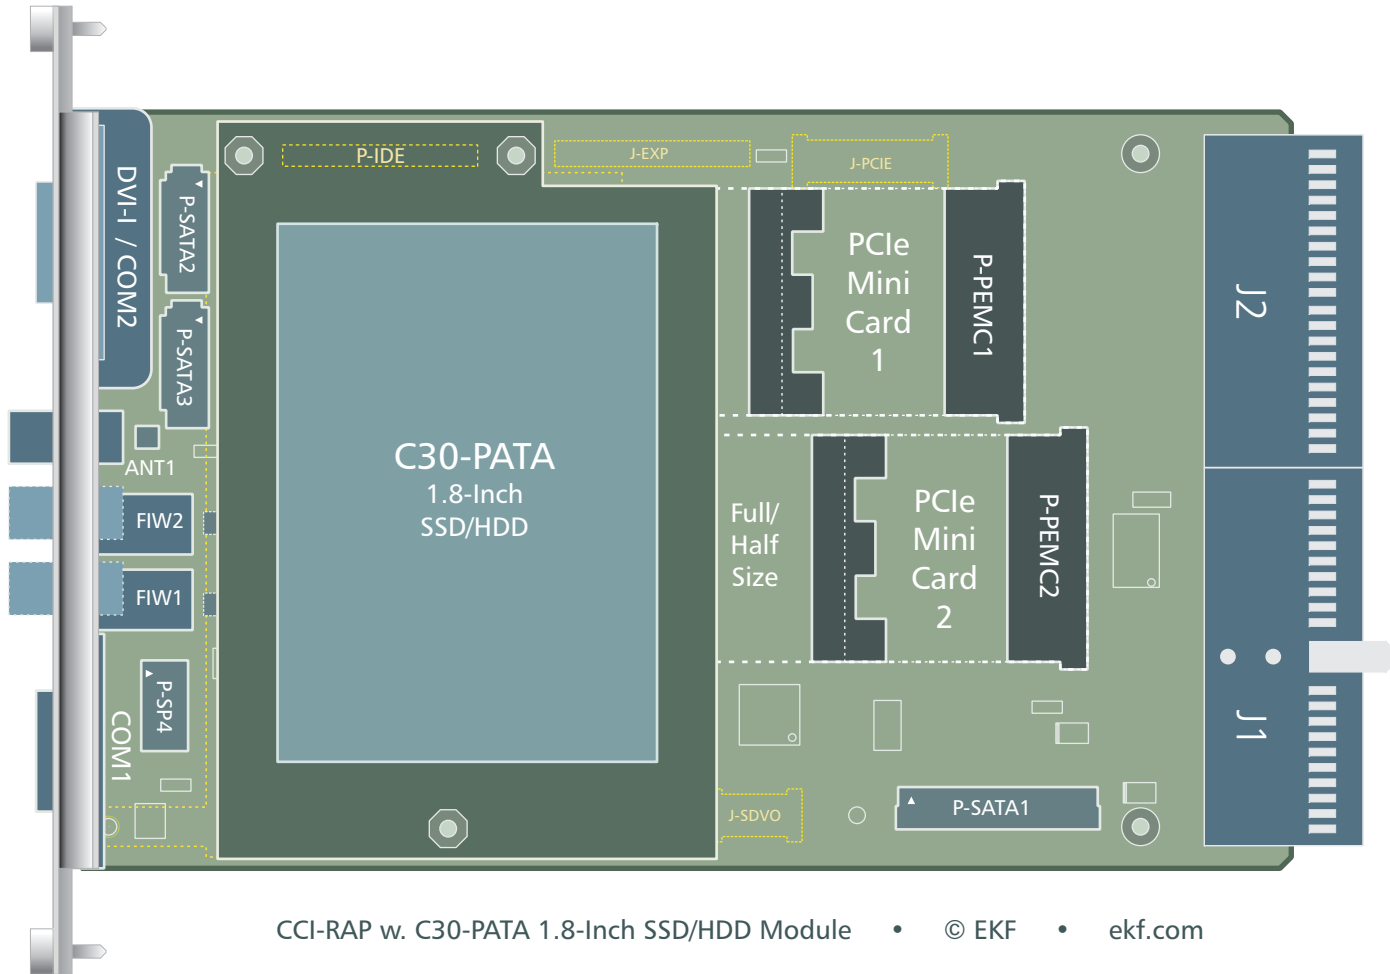 P-IDE
J-EXP
J-PCIE
DVI-I / COM2
P-SATA2
P-SATA3
ANT1
FIW2
FIW1
P-SP4
COM1
C30-PATA
1.8-Inch
SSD/HDD
PCIe
Mini
Card
1
P-PEMC1
Full/
Half
Size
PCIe
Mini
Card
2
P-PEMC2
J2
J1
J-SDVO
P-SATA1
CCI-RAP w. C30-PATA 1.8-Inch SSD/HDD Module • © EKF • ekf.com